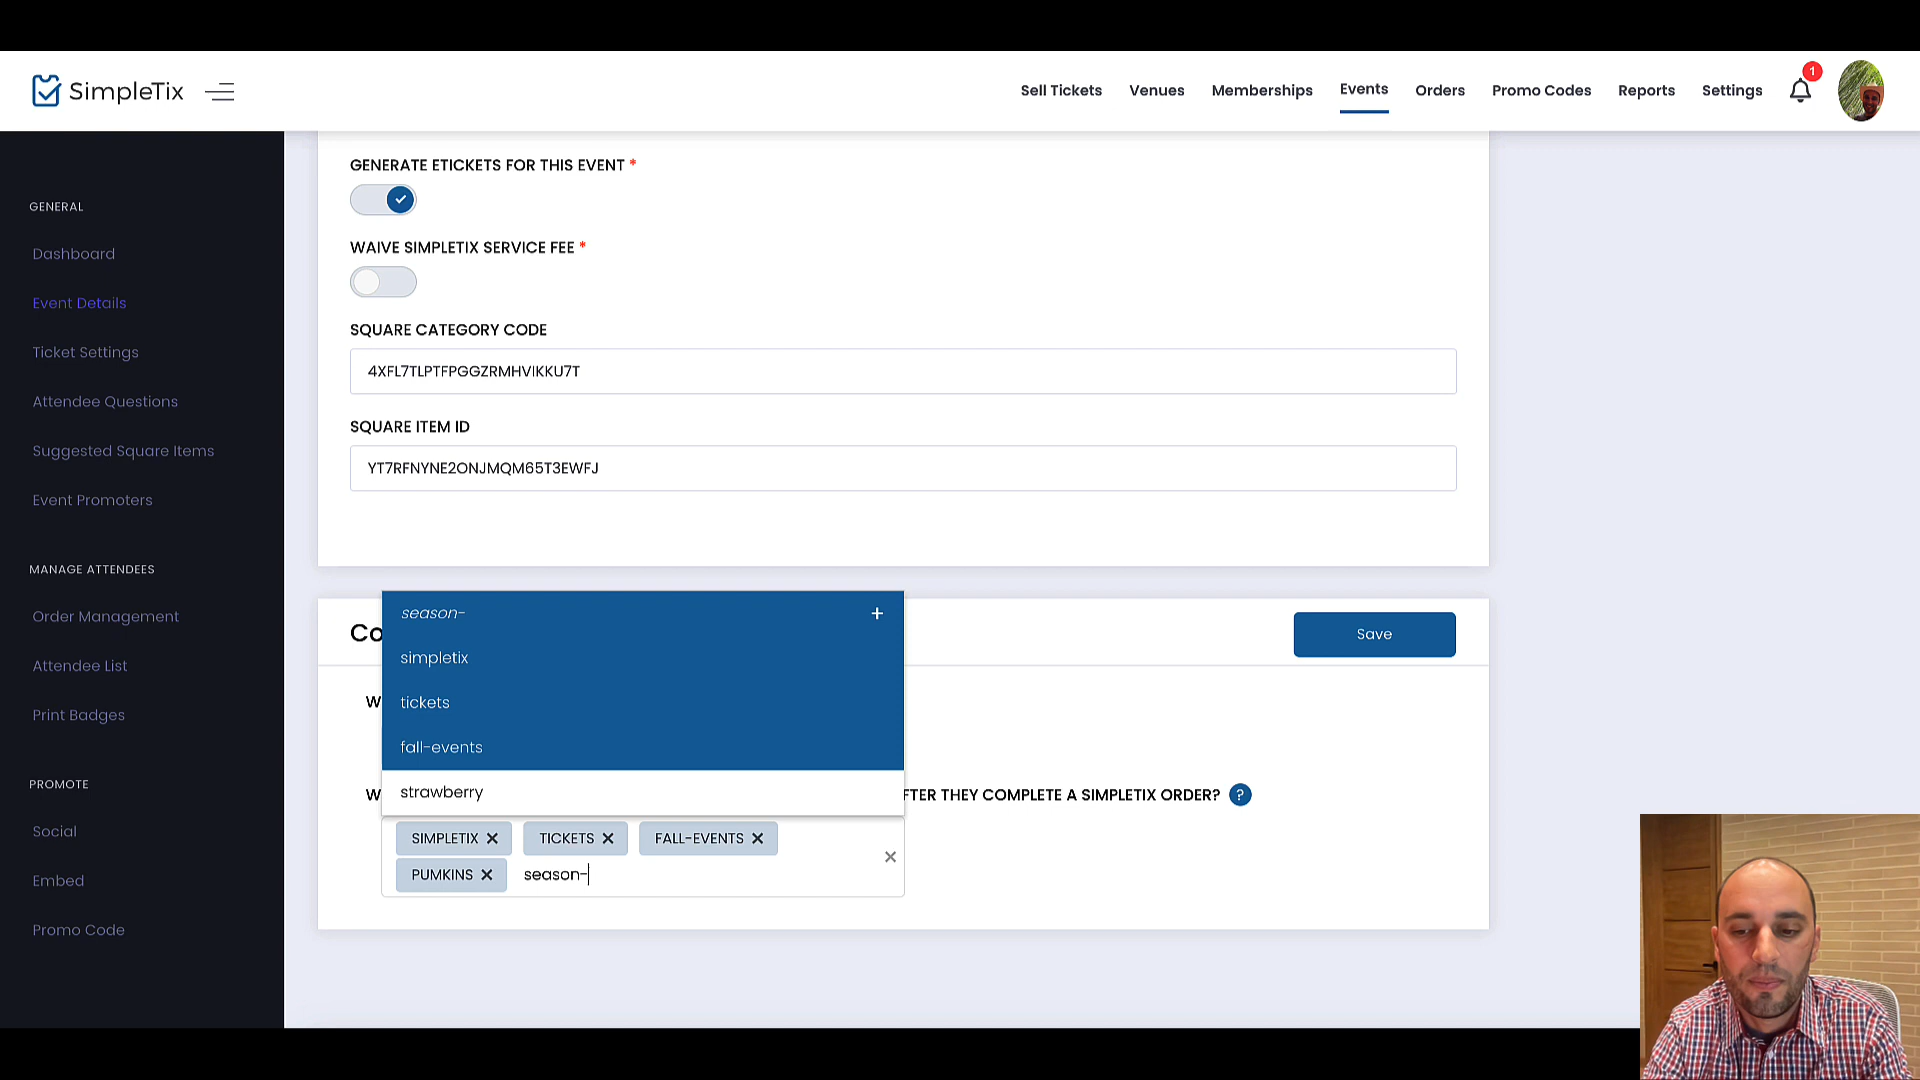 SimpleTix
Sell Tickets
Venues
Memberships
Events
Orders
Promo Codes
Reports
Settings
1
GENERAL
Dashboard
Event Details
Ticket Settings
Attendee Questions
Suggested Square Items
Event Promoters
MANAGE ATTENDEES
Order Management
Attendee List
Print Badges
PROMOTE
Social
Embed
Promo Code
GENERATE ETICKETS FOR THIS EVENT *
WAIVE SIMPLETIX SERVICE FEE *
SQUARE CATEGORY CODE
4XFL7TLPTFPGGZRMHVIKKU7T
SQUARE ITEM ID
YT7RFNYNE2ONJMQM65T3EWFJ
Co
Save
season- +
simpletix
tickets
fall-events
strawberry
W
W
FTER THEY COMPLETE A SIMPLETIX ORDER? ?
SIMPLETIX × TICKETS × FALL-EVENTS ×
PUMKINS × season-
×